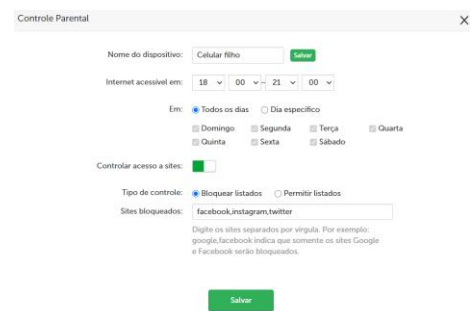 Controle Parental
Nome do dispositivo: Celular filho Salvar
Internet acessível em: 18 00 ~ 21 00
Em: Todos os dias Dia específico
Domingo Segunda Terça Quarta
Quinta Sexta Sábado
Controlar acesso a sites:
Tipo de controle: Bloquear listados Permitir listados
Sites bloqueados: facebook,instagram,twitter
Digite os sites separados por vírgula. Por exemplo:
google,facebook indica que somente os sites Google
e Facebook serão bloqueados.
Salvar